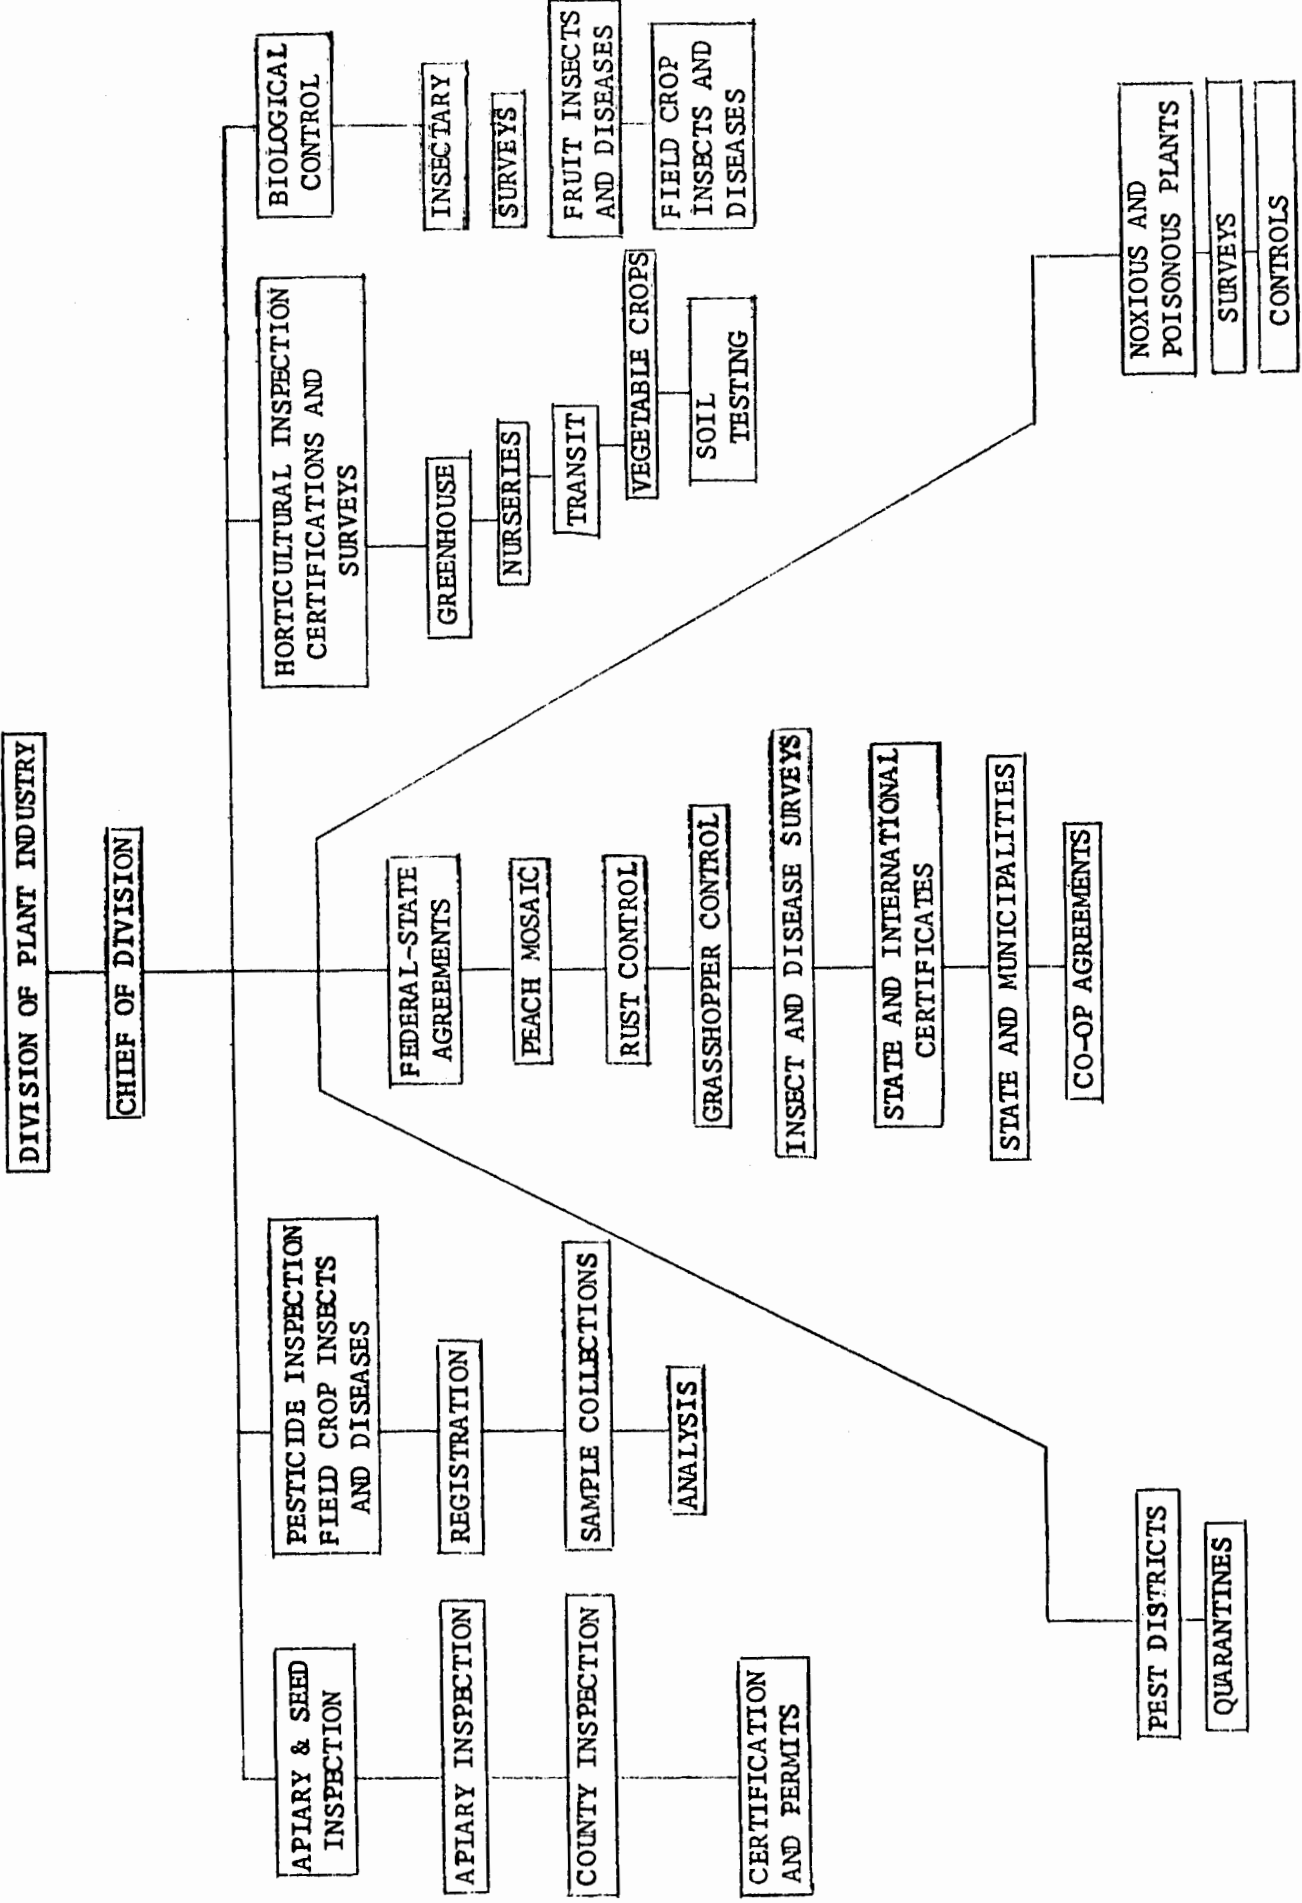 DIVISION OF PLANT INDUSTRY
CHIEF OF DIVISION
APIARY & SEED
INSPECTION
APIARY INSPECTION
COUNTY INSPECTION
CERTIFICATION
AND PERMITS
PESTICIDE INSPECTION
FIELD CROP INSECTS
AND DISEASES
REGISTRATION
SAMPLE COLLECTIONS
ANALYSIS
FEDERAL-STATE
AGREEMENTS
PEACH MOSAIC
RUST CONTROL
GRASSHOPPER CONTROL
INSECT AND DISEASE SURVEYS
STATE AND INTERNATIONAL
CERTIFICATES
STATE AND MUNICIPALITIES
CO-OP AGREEMENTS
HORTICULTURAL INSPECTION
CERTIFICATIONS AND
SURVEYS
GREENHOUSE
NURSERIES
TRANSIT
VEGETABLE CROPS
SOIL
TESTING
BIOLOGICAL
CONTROL
INSECTARY
SURVEYS
FRUIT INSECTS
AND DISEASES
FIELD CROP
INSECTS AND
DISEASES
PEST DISTRICTS
QUARANTINES
NOXIOUS AND
POISONOUS PLANTS
SURVEYS
CONTROLS